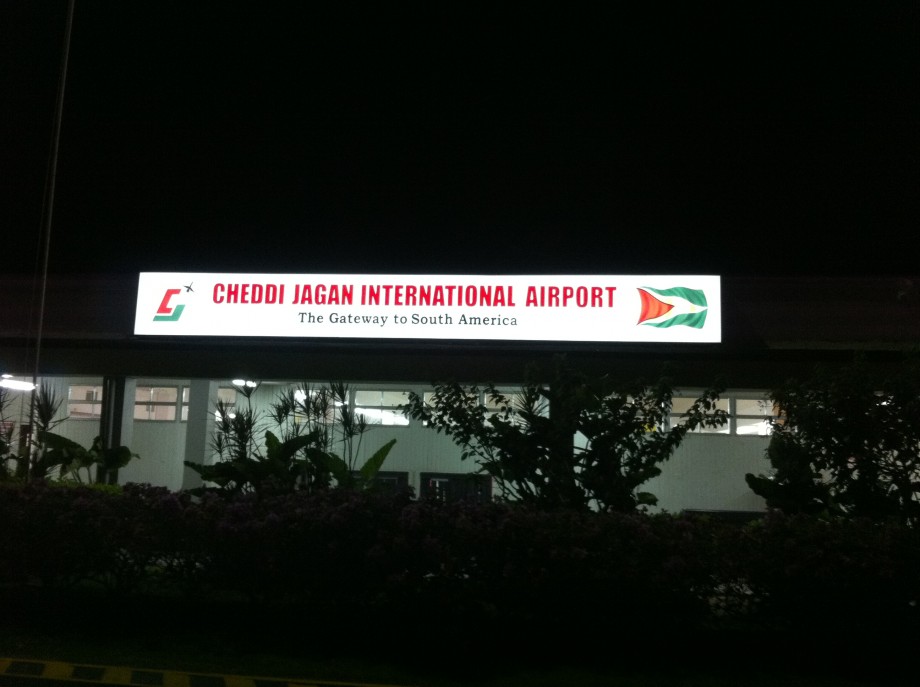 CHEDDI JAGAN INTERNATIONAL AIRPORT
The Gateway to South America